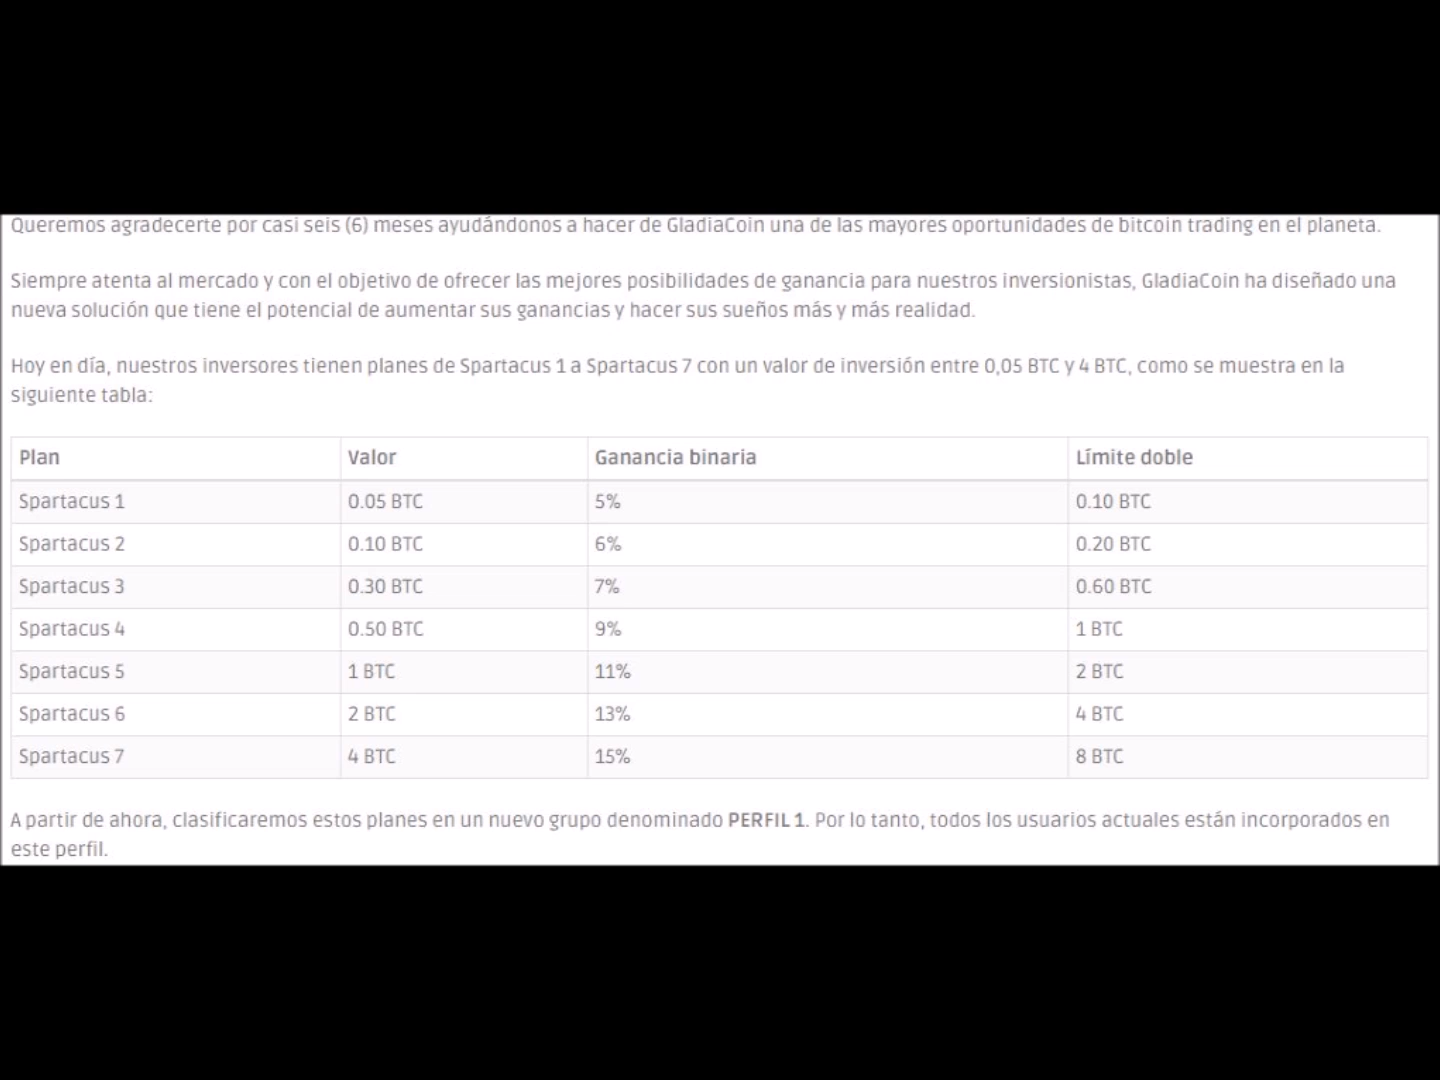 Queremos agradecerte por casi seis (6) meses ayudándonos a hacer de GladiaCoin una de las mayores oportunidades de bitcoin trading en el planeta.
Siempre atenta al mercado y con el objetivo de ofrecer las mejores posibilidades de ganancia para nuestros inversionistas, GladiaCoin ha diseñado una
nueva solución que tiene el potencial de aumentar sus ganancias y hacer sus sueños más y más realidad.
Hoy en día, nuestros inversores tienen planes de Spartacus 1 a Spartacus 7 con un valor de inversión entre 0,05 BTC y 4 BTC, como se muestra en la
siguiente tabla:
Plan Valor Ganancia binaria Límite doble
Spartacus 1 0.05 BTC 5% 0.10 BTC
Spartacus 2 0.10 BTC 6% 0.20 BTC
Spartacus 3 0.30 BTC 7% 0.60 BTC
Spartacus 4 0.50 BTC 9% 1 BTC
Spartacus 5 1 BTC 11% 2 BTC
Spartacus 6 2 BTC 13% 4 BTC
Spartacus 7 4 BTC 15% 8 BTC
A partir de ahora, clasificaremos estos planes en un nuevo grupo denominado PERFIL 1. Por lo tanto, todos los usuarios actuales están incorporados en
este perfil.